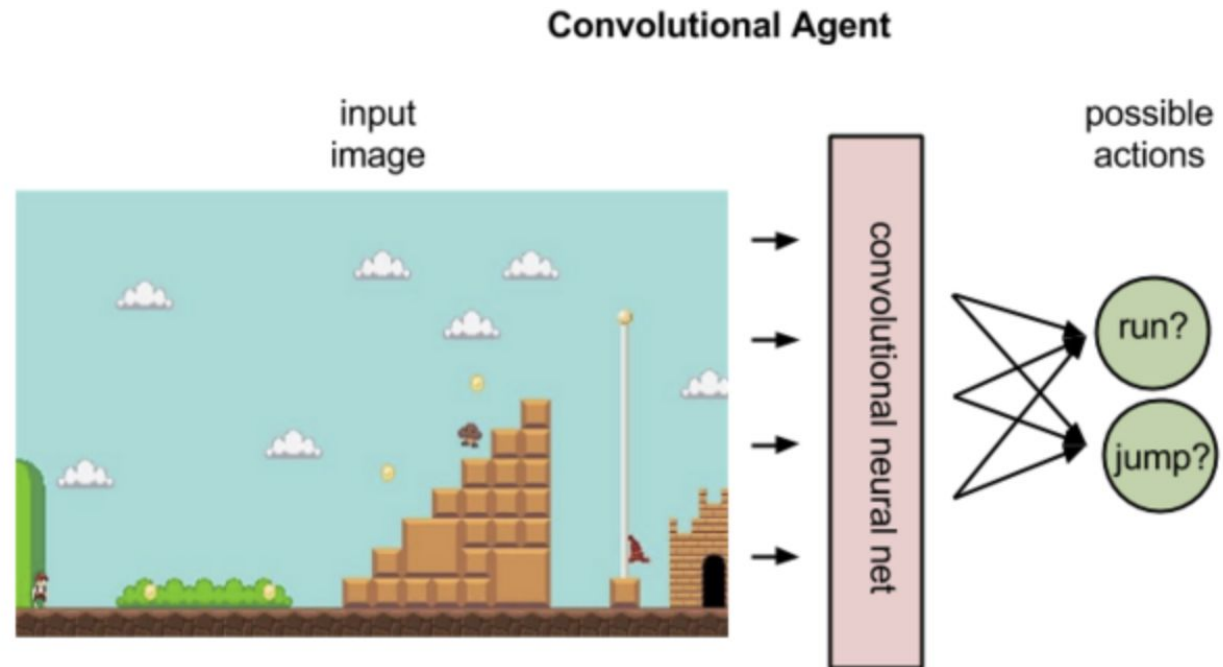 Convolutional Agent
input
image
possible
actions
convolutional neural net
run?
jump?